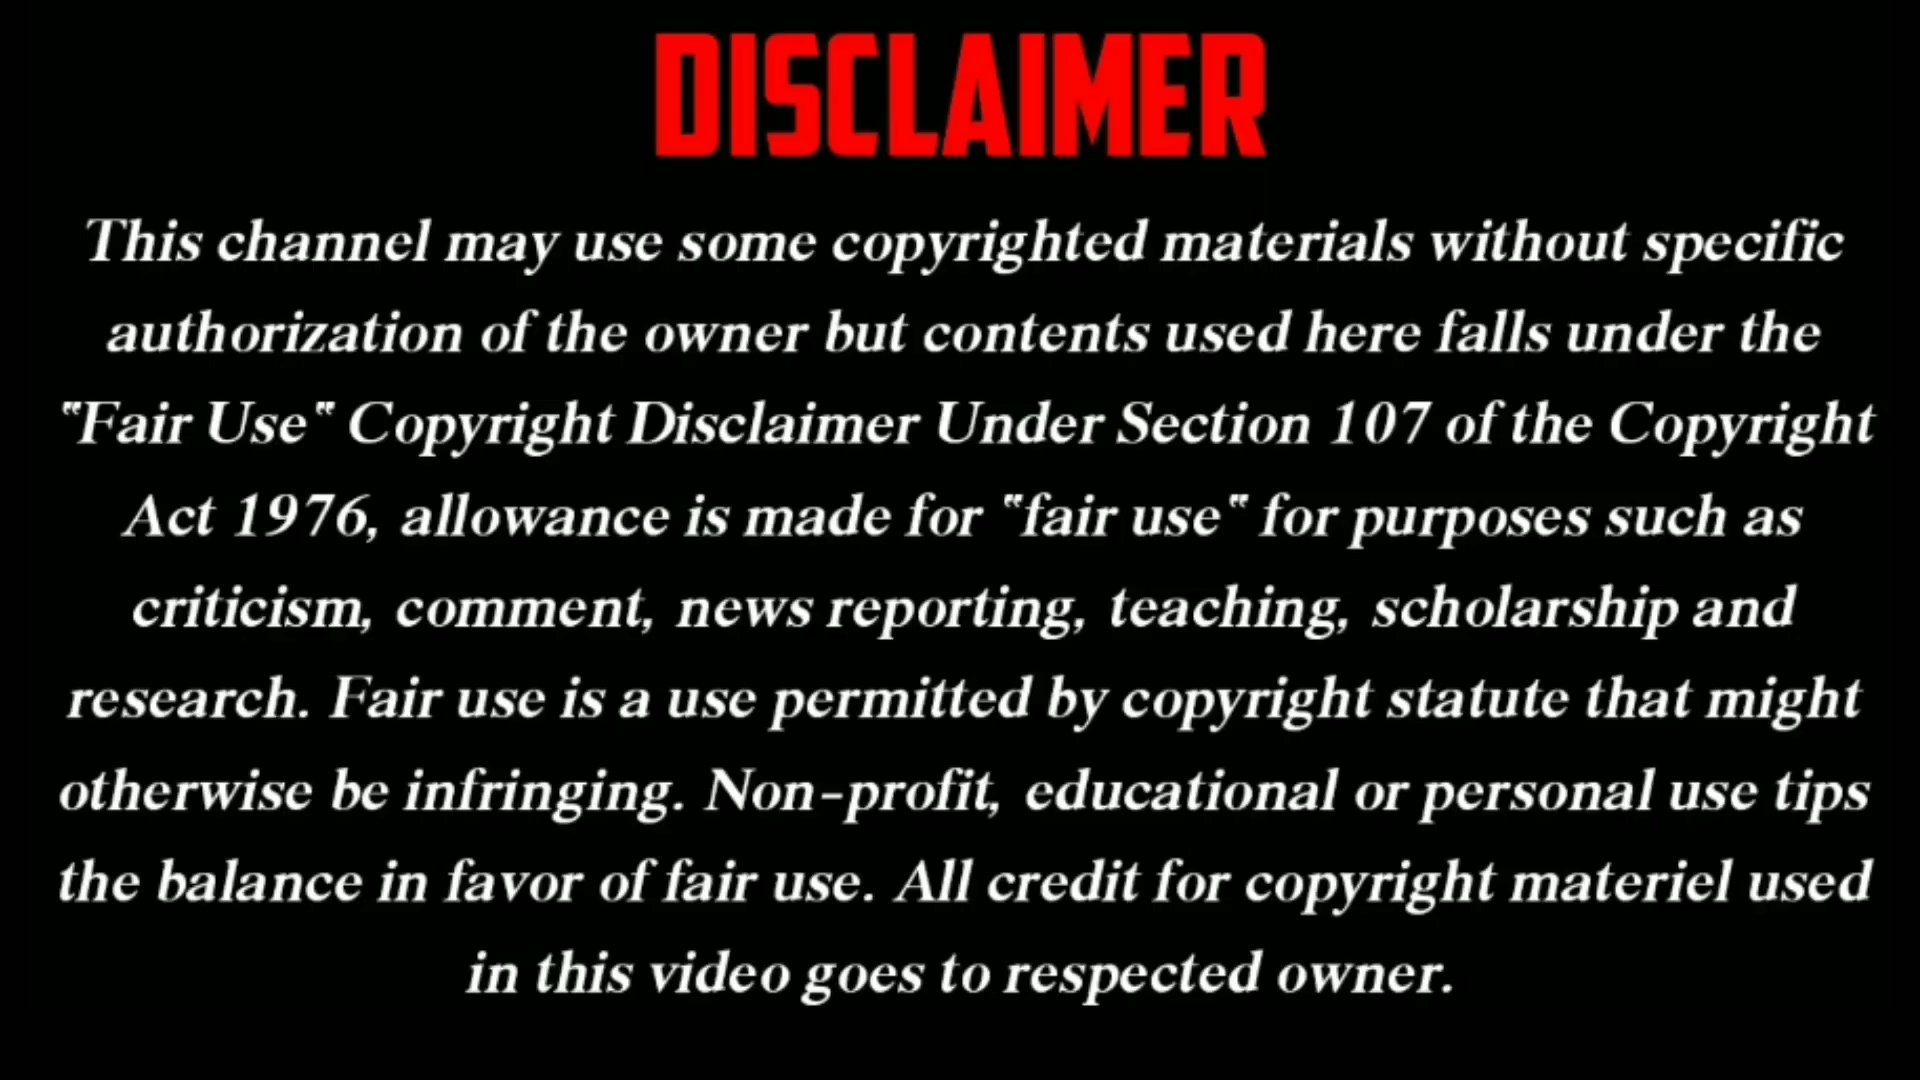 DISCLAIMER
This channel may use some copyrighted materials without specific
authorization of the owner but contents used here falls under the
"Fair Use" Copyright Disclaimer Under Section 107 of the Copyright
Act 1976, allowance is made for "fair use" for purposes such as
criticism, comment, news reporting, teaching, scholarship and
research. Fair use is a use permitted by copyright statute that might
otherwise be infringing. Non-profit, educational or personal use tips
the balance in favor of fair use. All credit for copyright materiel used
in this video goes to respected owner.